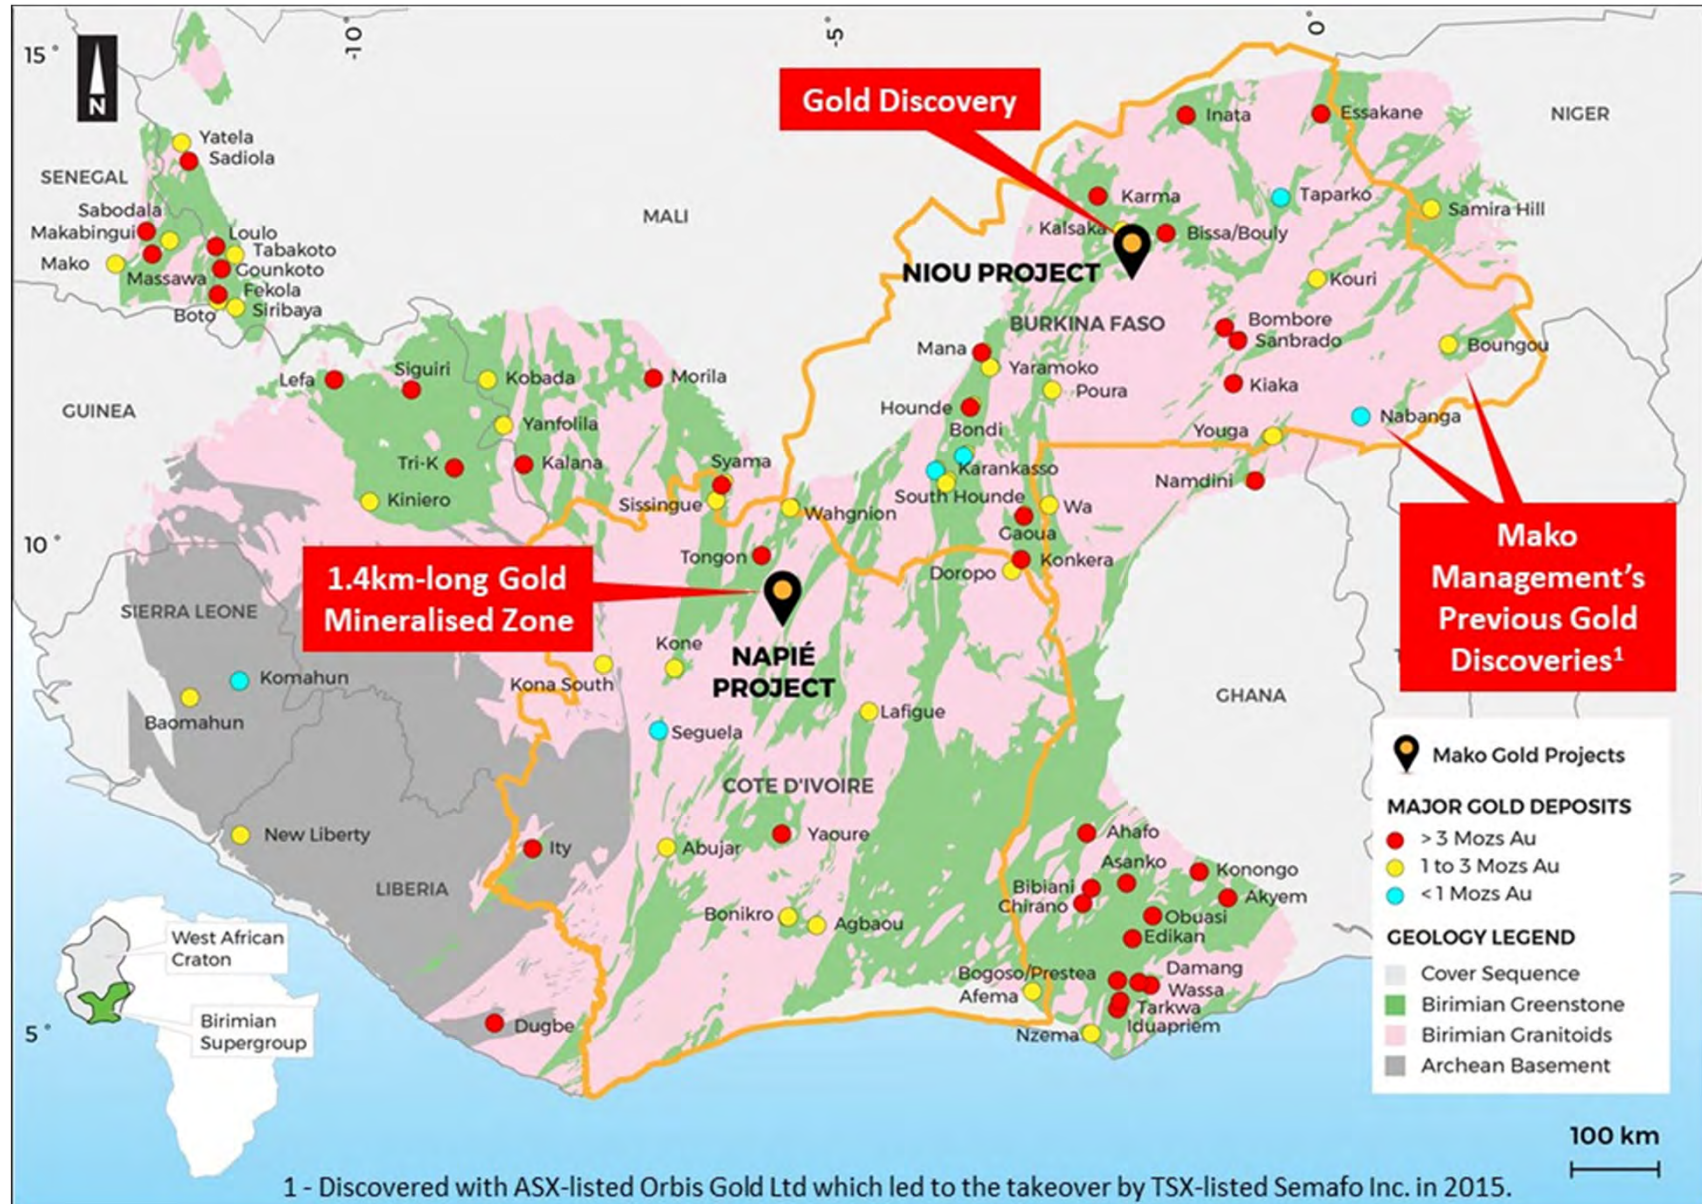 15°
-10
-5
0
N
Gold Discovery
Inata
Essakane
NIGER
Yatela
Sadiola
SENEGAL
MALI
Karma
Taparko
Samira Hill
Sabodala
Makabingui
Loulo
Tabakoto
Kalsaka
Bissa/Bouly
Mako
Massawa
Gounkoto
Fekola
Boto
Siribaya
NIOU PROJECT
Kouri
BURKINA FASO
Bombore
Sanbrado
Boungou
Mana
Yaramoko
Poura
Kiaka
Lefa
Siguiri
Kobada
Morila
GUINEA
Hounde
Bondi
Nabanga
Youga
Yanfolila
Tri-K
Kalana
Syama
Karankasso
Namdini
Kiniero
Sissingue
South Hounde
Wahgnion
Wa
Gaoua
10°
Tongon
Doropo
Konkera
1.4km-long Gold
Mineralised Zone
Mako
Management's
Previous Gold
Discoveries¹
SIERRA LEONE
Kone
NAPIÉ
PROJECT
Kona South
Komahun
Baomahun
GHANA
Lafigue
Seguela
COTE D'IVOIRE
New Liberty
Yaoure
Ity
Abujar
LIBERIA
Ahafo
Asanko
Konongo
Bibiani
Chirano
Akyem
Obuasi
Edikan
Bonikro
Agbaou
Bogoso/Prestea
Damang
Afema
Wassa
Tarkwa
Iduapriem
Nzema
Dugbe
5°
West African
Craton
Birimian
Supergroup
Mako Gold Projects
MAJOR GOLD DEPOSITS
> 3 Mozs Au
1 to 3 Mozs Au
< 1 Mozs Au
GEOLOGY LEGEND
Cover Sequence
Birimian Greenstone
Birimian Granitoids
Archean Basement
100 km
1 - Discovered with ASX-listed Orbis Gold Ltd which led to the takeover by TSX-listed Semafo Inc. in 2015.